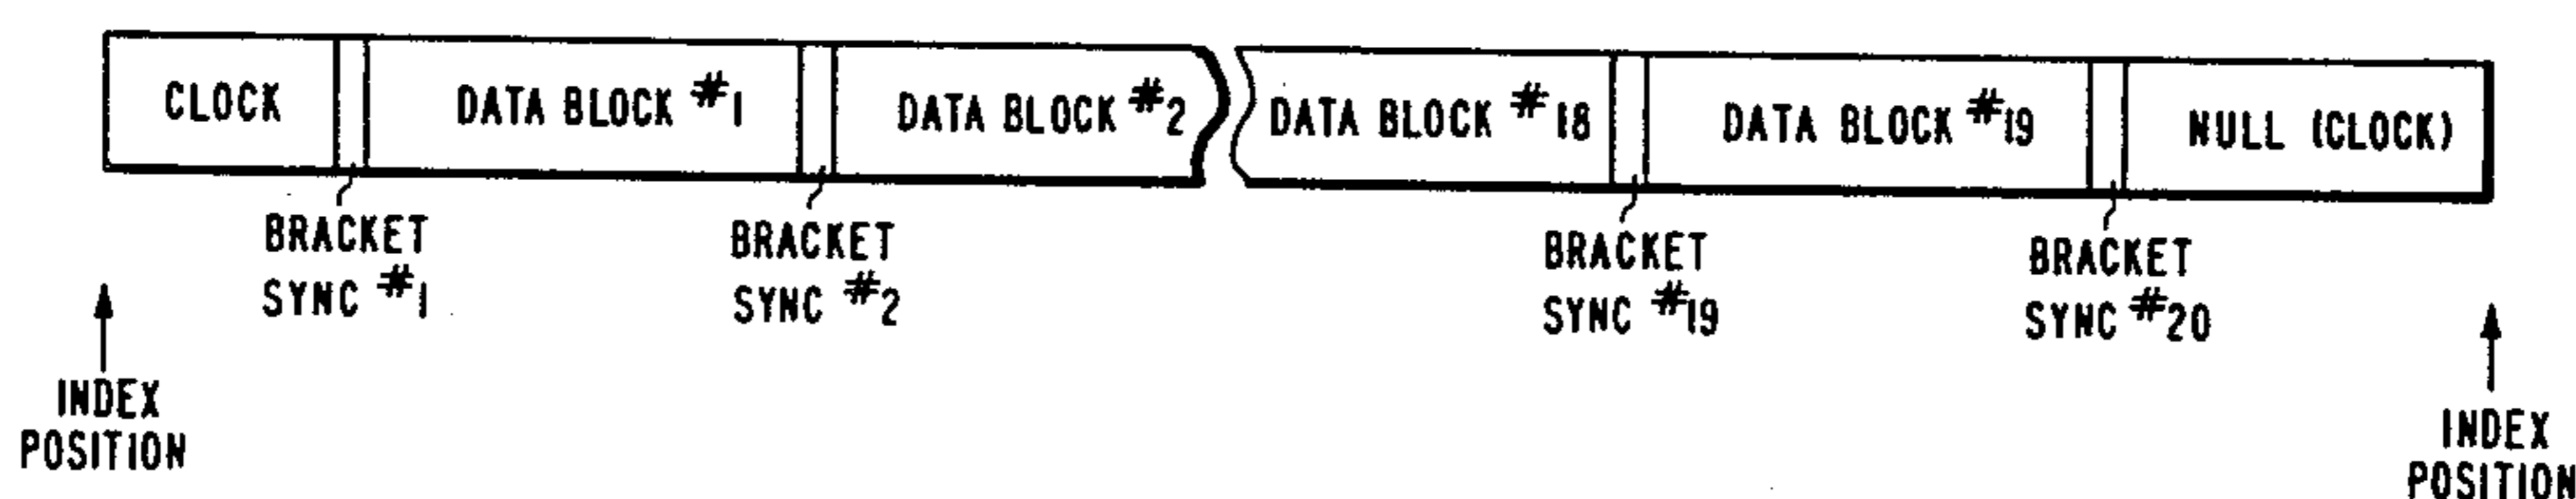 CLOCK
DATA BLOCK #1
DATA BLOCK #2
DATA BLOCK #18
DATA BLOCK #19
NULL (CLOCK)
BRACKET
SYNC #1
BRACKET
SYNC #2
BRACKET
SYNC #19
BRACKET
SYNC #20
INDEX
POSITION
INDEX
POSITION